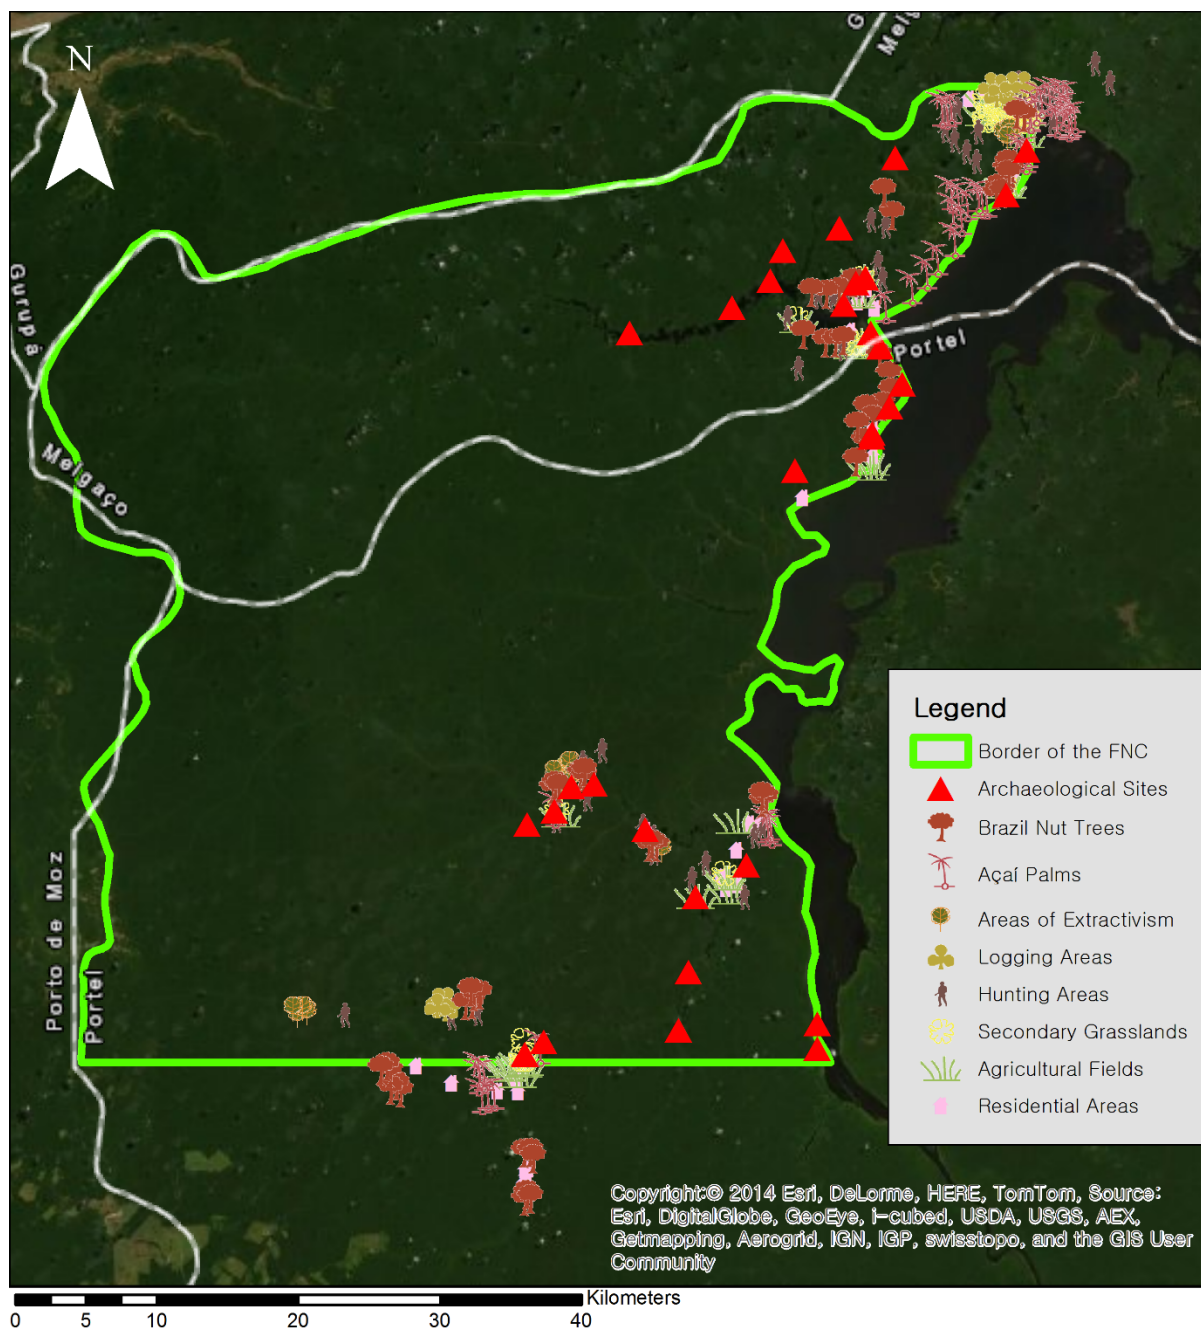 G
Melg
N
Gurupá
Portel
Melgaço
Porto de Moz
Portel
Legend
Border of the FNC
Archaeological Sites
Brazil Nut Trees
Açaí Palms
Areas of Extractivism
Logging Areas
Hunting Areas
Secondary Grasslands
Agricultural Fields
Residential Areas
Copyright:© 2014 Esri, DeLorme, HERE, TomTom, Source:
Esri, DigitalGlobe, GeoEye, i-cubed, USDA, USGS, AEX,
Getmapping, Aerogrid, IGN, IGP, swisstopo, and the GIS User
Community
Kilometers
0 5 10 20 30 40